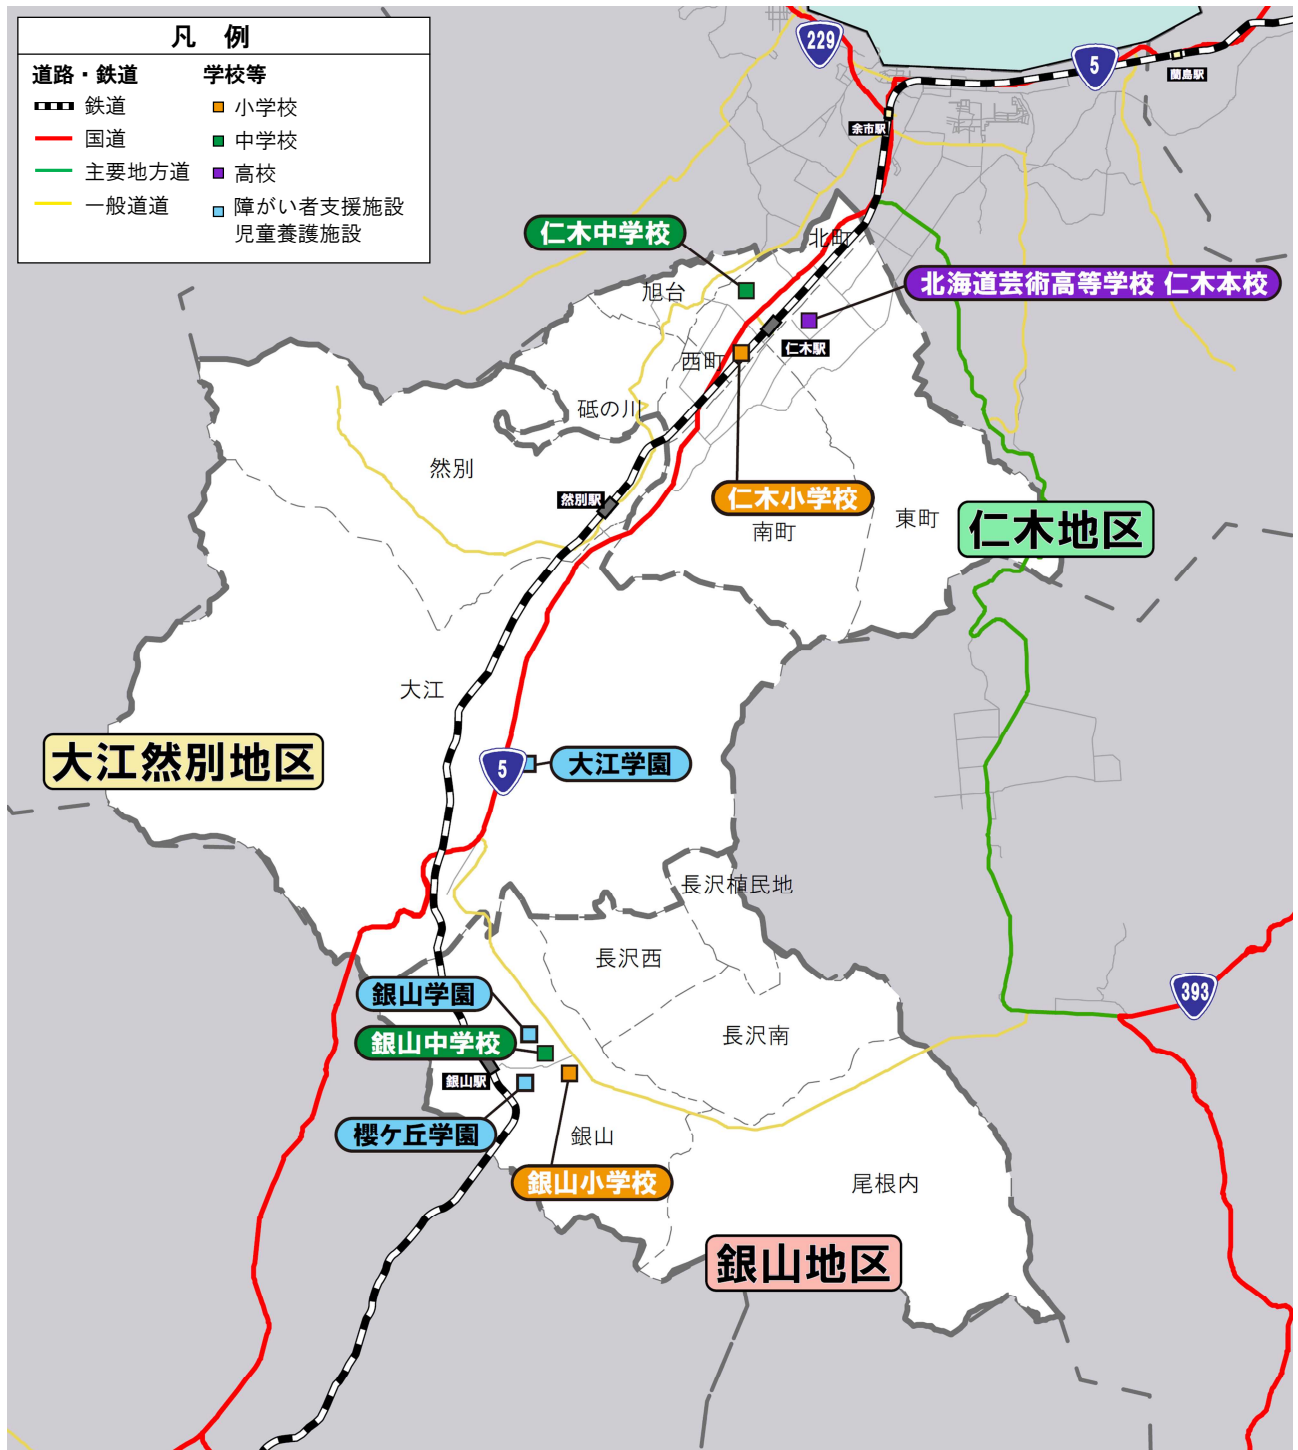 凡 例
道路・鉄道
鉄道
国道
主要地方道
一般道道
学校等
小学校
中学校
高校
障がい者支援施設
児童養護施設
229
5
蘭島駅
余市駅
仁木中学校
北町
北海道芸術高等学校 仁木本校
旭台
仁木駅
西町
砥の川
然別
然別駅
仁木小学校
南町
東町
仁木地区
大江
大江然別地区
5
大江学園
長沢植民地
長沢西
銀山学園
393
長沢南
銀山中学校
銀山駅
櫻ケ丘学園
銀山
銀山小学校
尾根内
銀山地区